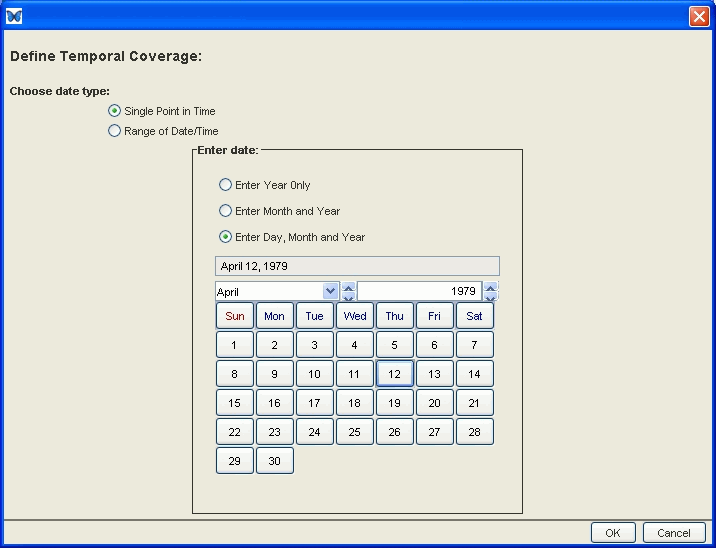 Define Temporal Coverage:
Choose date type:
Single Point in Time
Range of Date/Time
Enter date:
Enter Year Only
Enter Month and Year
Enter Day, Month and Year
April 12, 1979
April 1979
Sun Mon Tue Wed Thu Fri Sat
1 2 3 4 5 6 7
8 9 10 11 12 13 14
15 16 17 18 19 20 21
22 23 24 25 26 27 28
29 30
OK Cancel